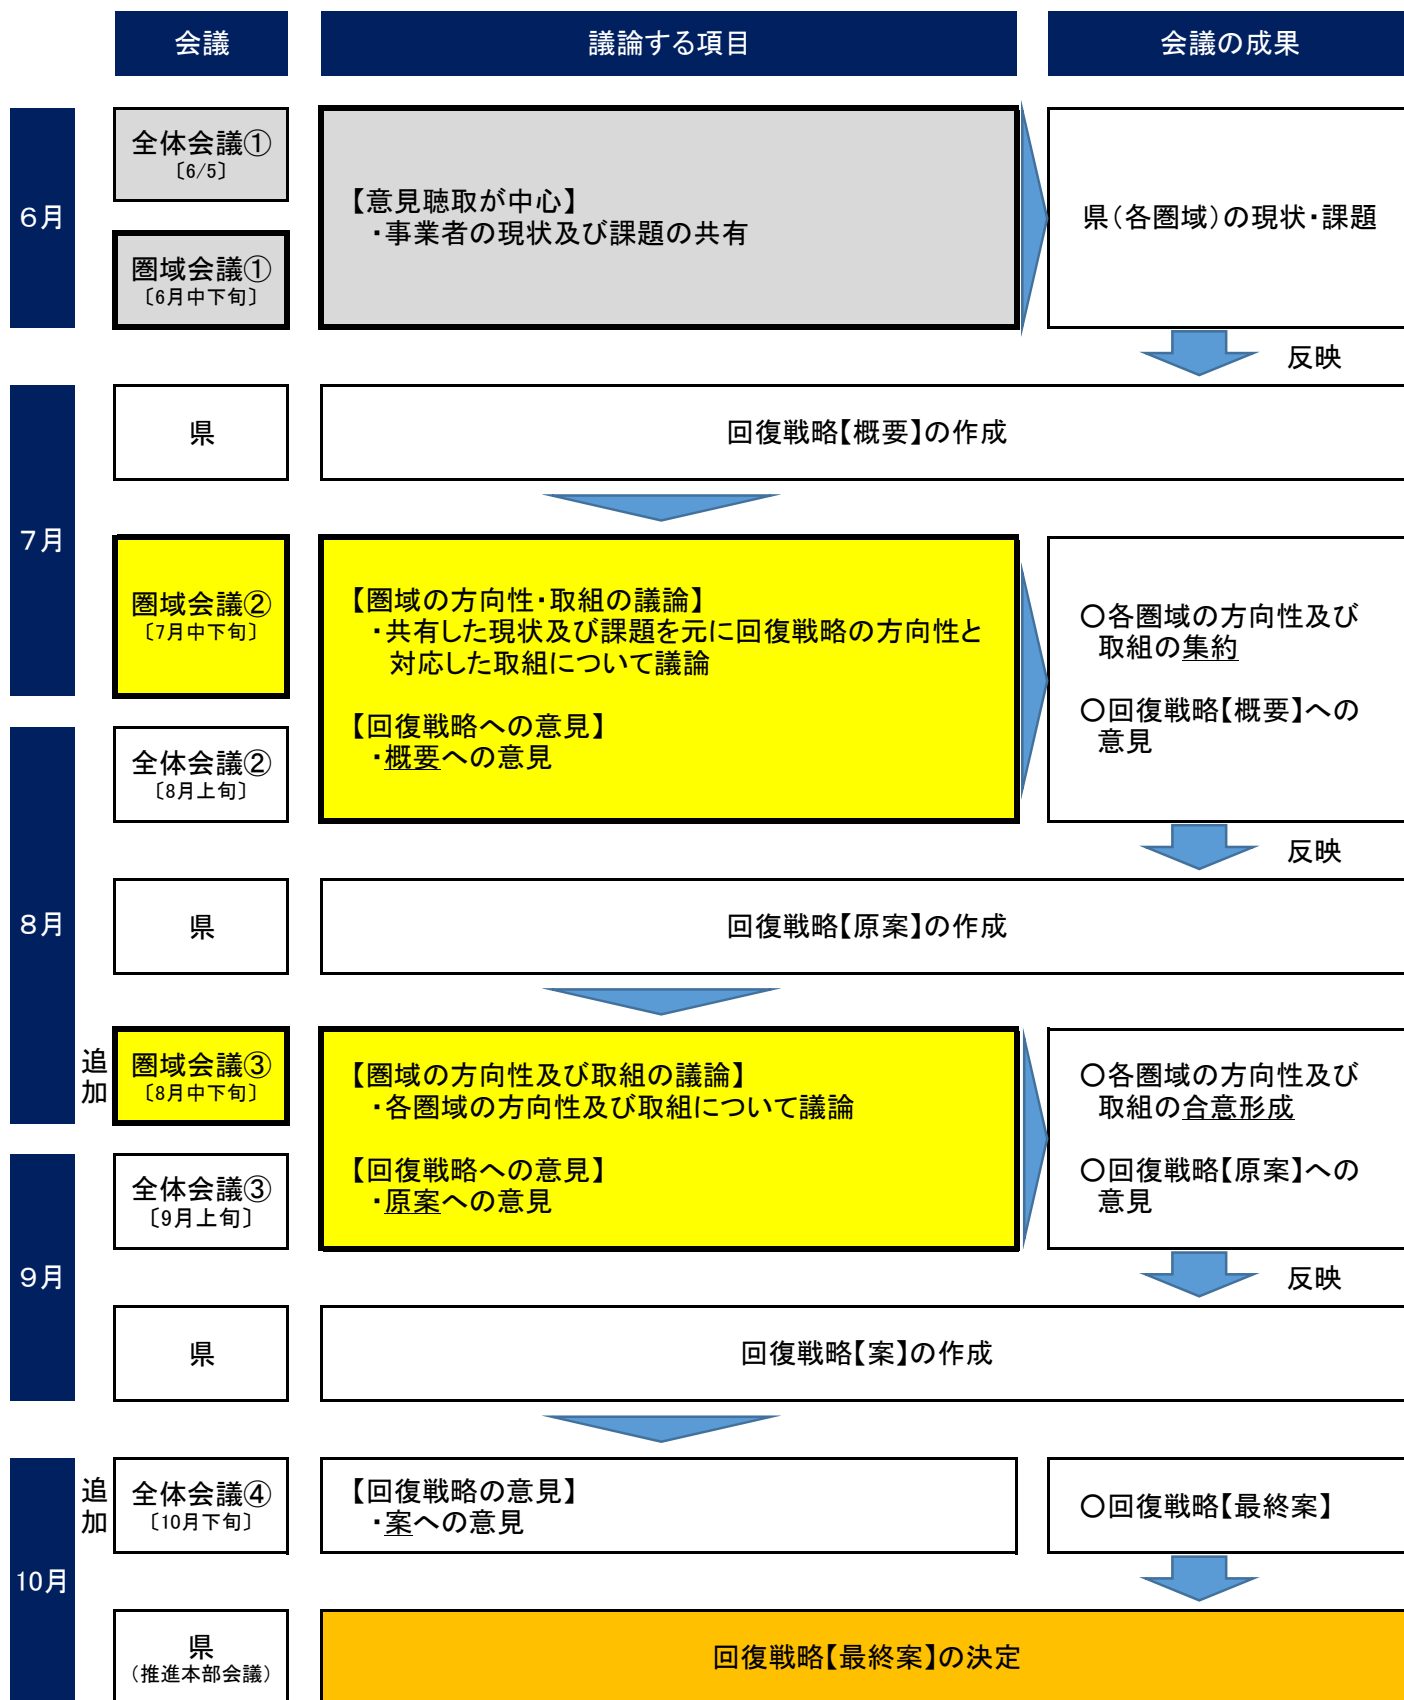 会議
議論する項目
会議の成果
6月
全体会議①
〔6/5〕
圏域会議①
〔6月中下旬〕
【意見聴取が中心】
・事業者の現状及び課題の共有
県(各圏域)の現状・課題
反映
7月
県
回復戦略【概要】の作成
圏域会議②
〔7月中下旬〕
【圏域の方向性・取組の議論】
・共有した現状及び課題を元に回復戦略の方向性と
対応した取組について議論
【回復戦略への意見】
・概要への意見
〇各圏域の方向性及び
取組の集約
〇回復戦略【概要】への
意見
8月
全体会議②
〔8月上旬〕
反映
県
回復戦略【原案】の作成
追加
圏域会議③
〔8月中下旬〕
【圏域の方向性及び取組の議論】
・各圏域の方向性及び取組について議論
【回復戦略への意見】
・原案への意見
〇各圏域の方向性及び
取組の合意形成
〇回復戦略【原案】への
意見
9月
全体会議③
〔9月上旬〕
反映
県
回復戦略【案】の作成
10月
追加
全体会議④
〔10月下旬〕
【回復戦略の意見】
・案への意見
〇回復戦略【最終案】
県
(推進本部会議)
回復戦略【最終案】の決定